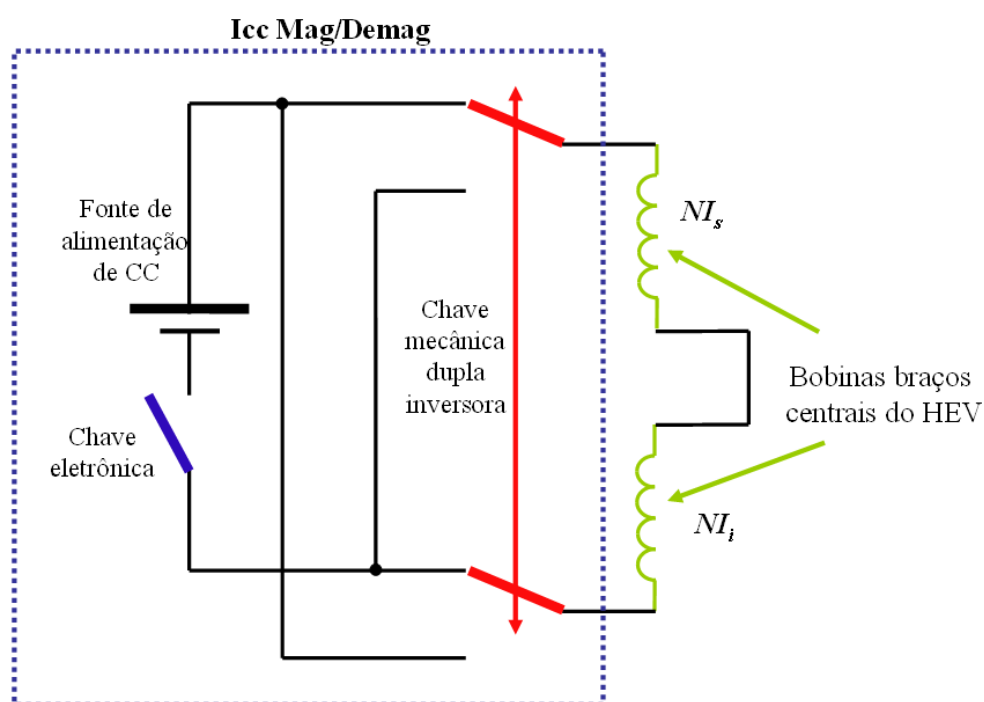 Icc Mag/Demag
Fonte de
alimentação
de CC
Chave
eletrônica
Chave
mecânica
dupla
inversora
NIs
NIi
Bobinas braços
centrais do HEV